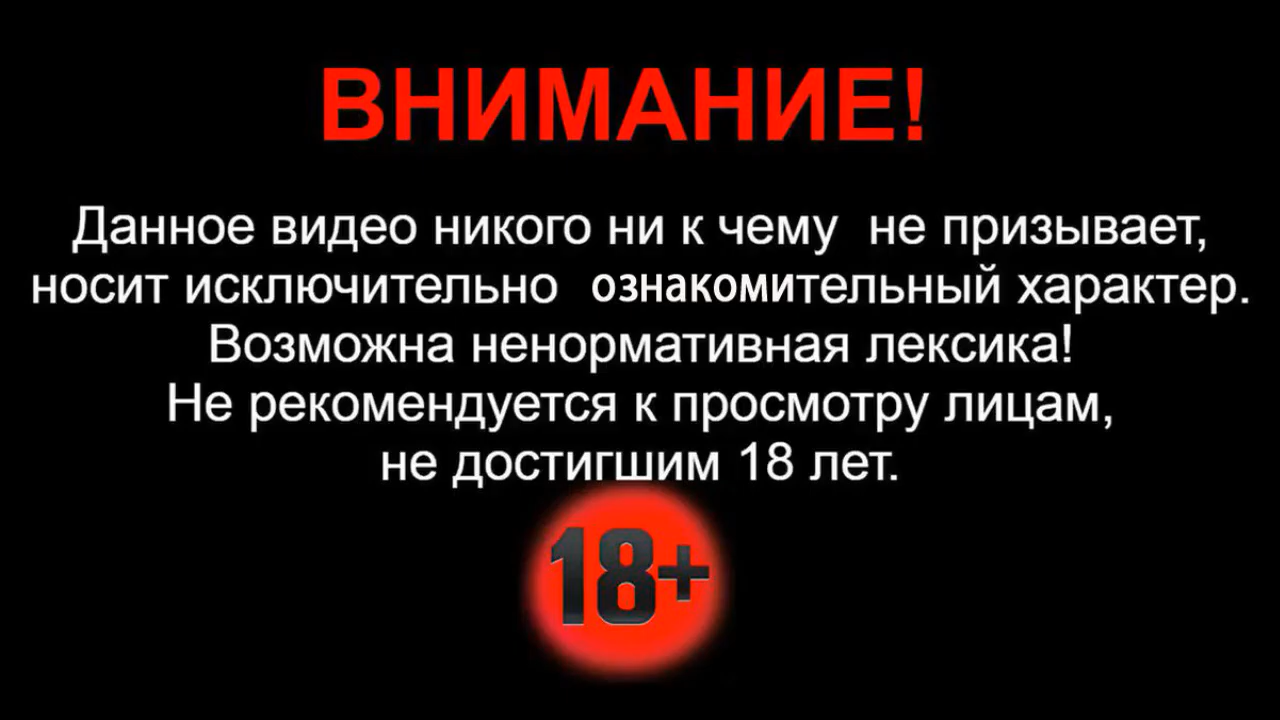 ВНИМАНИЕ!
Данное видео никого ни к чему не призывает,
носит исключительно ознакомительный характер.
Возможна ненормативная лексика!
Не рекомендуется к просмотру лицам,
не достигшим 18 лет.
18+